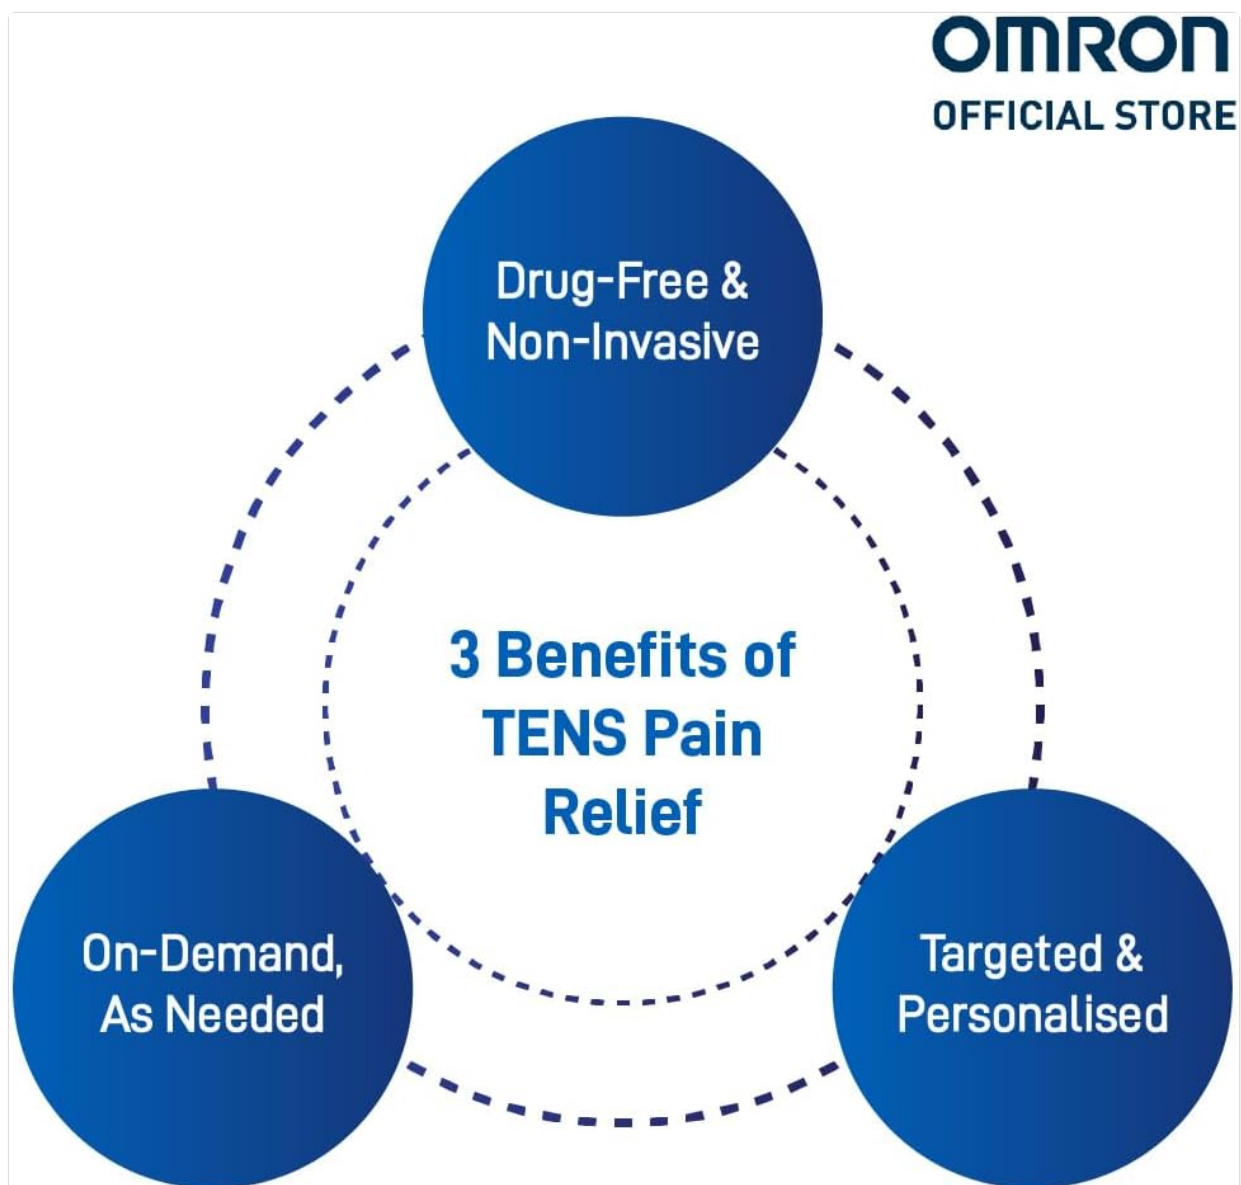 OMRON
OFFICIAL STORE
Drug-Free &
Non-Invasive
3 Benefits of
TENS Pain
Relief
On-Demand,
As Needed
Targeted &
Personalised